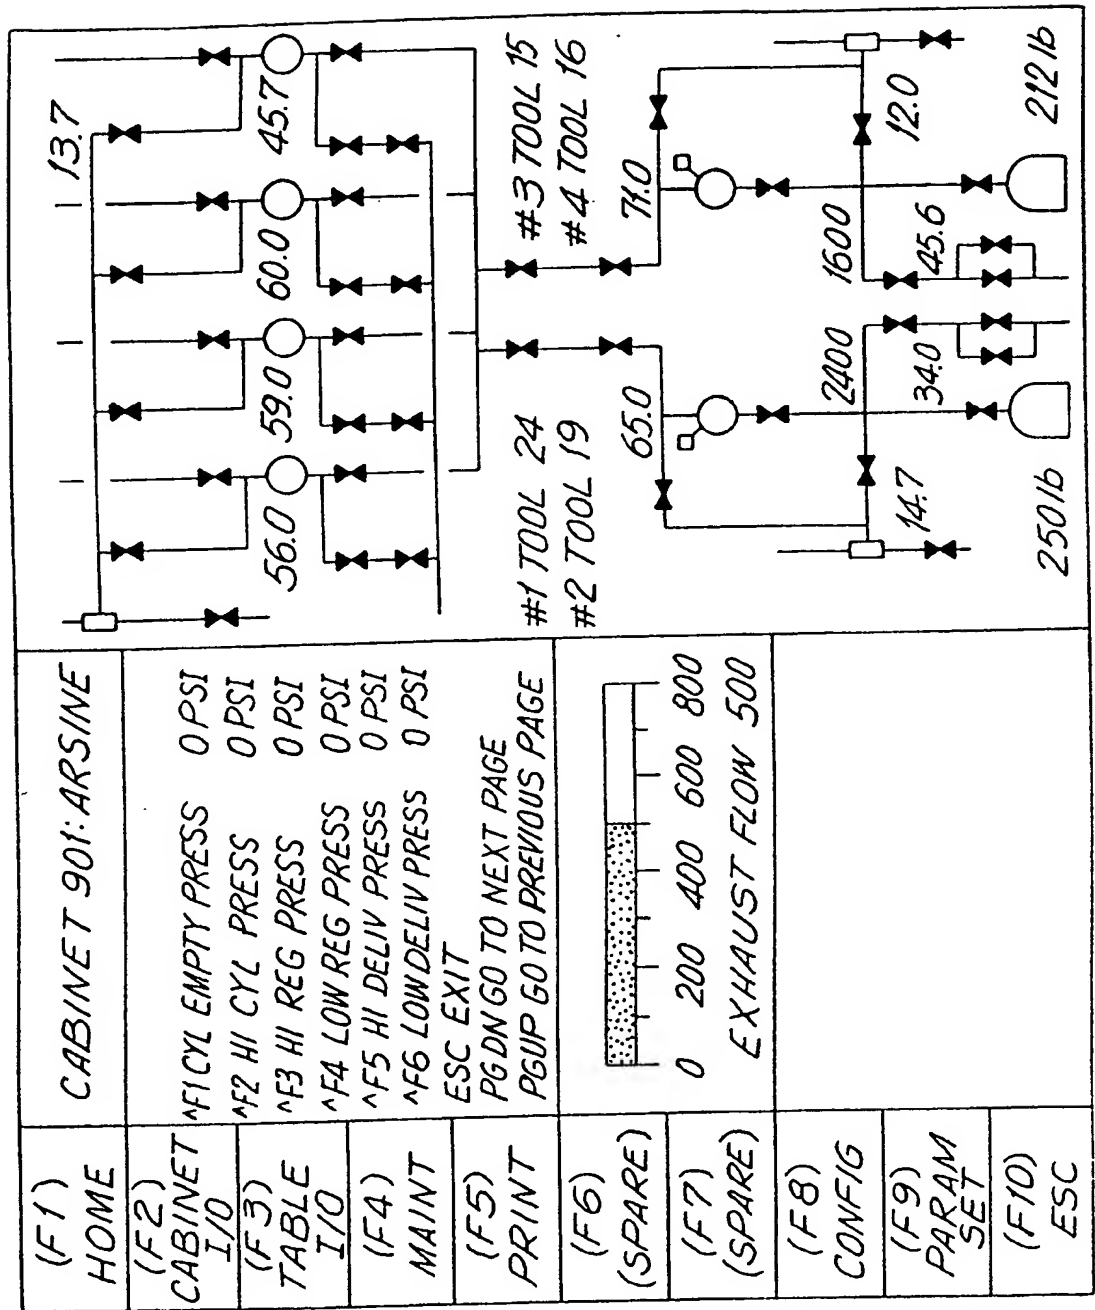 (F1)
HOME
(F2)
CABINET
I/O
(F3)
TABLE
I/O
(F4)
MAINT
(F5)
PRINT
(F6)
(SPARE)
(F7)
(SPARE)
(F8)
CONFIG
(F9)
PARAM
SET
(F10)
ESC
CABINET 901: ARSINE
^F1 CYL EMPTY PRESS 0 PSI
^F2 HI CYL PRESS 0 PSI
^F3 HI REG PRESS 0 PSI
^F4 LOW REG PRESS 0 PSI
^F5 HI DELIV PRESS 0 PSI
^F6 LOW DELIV PRESS 0 PSI
ESC EXIT
PG DN GO TO NEXT PAGE
PGUP GO TO PREVIOUS PAGE
0 200 400 600 800
EXHAUST FLOW 500
13.7
56.0 59.0 60.0 45.7
#1 TOOL 24 #3 TOOL 15
#2 TOOL 19 #4 TOOL 16
65.0 71.0
2400 1600
14.7 34.0 45.6 12.0
250 lb 212 lb